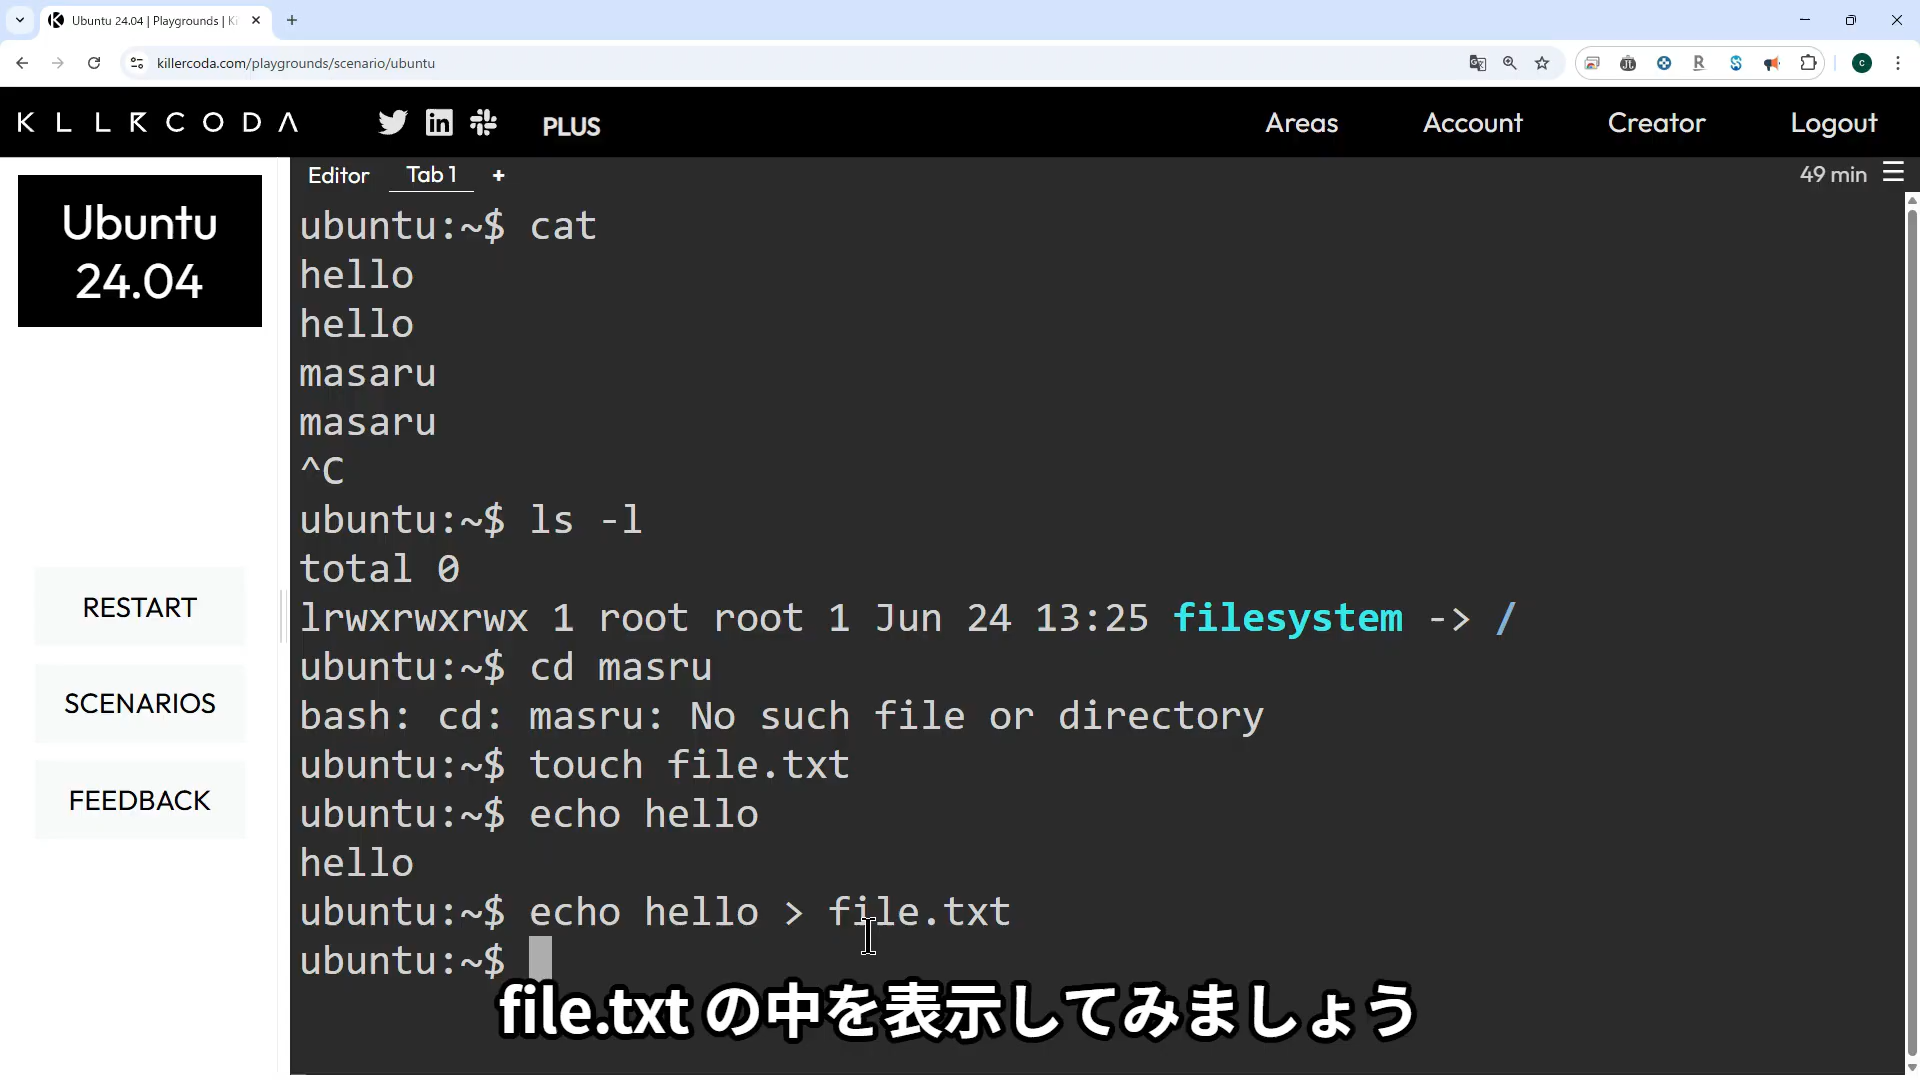 Ubuntu 24.04 | Playgrounds | Ki
killercoda.com/playgrounds/scenario/ubuntu
KLLRCODA
PLUS
Areas
Account
Creator
Logout
Ubuntu
24.04
RESTART
SCENARIOS
FEEDBACK
Editor
Tab 1
+
49 min
ubuntu:~$ cat
hello
hello
masaru
masaru
^C
ubuntu:~$ ls -l
total 0
lrwxrwxrwx 1 root root 1 Jun 24 13:25 filesystem -> /
ubuntu:~$ cd masru
bash: cd: masru: No such file or directory
ubuntu:~$ touch file.txt
ubuntu:~$ echo hello
hello
ubuntu:~$ echo hello > file.txt
ubuntu:~$
file.txt の中を表示してみましょう